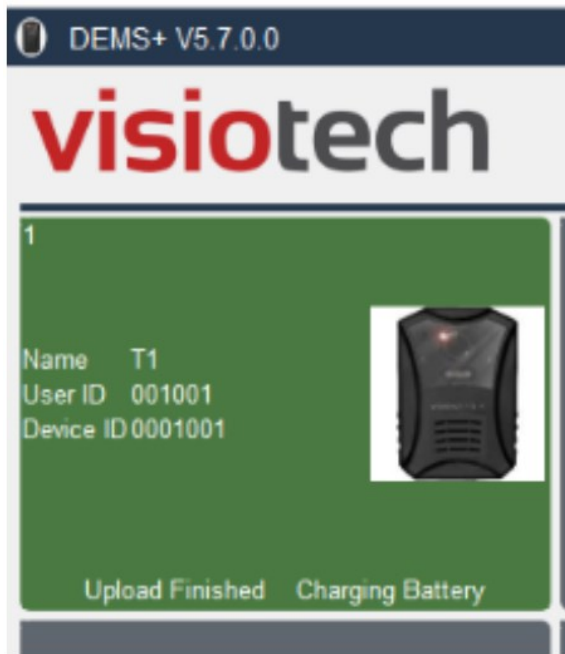 DEMS+ V5.7.0.0
visiotech
1
Name T1
User ID 001001
Device ID 0001001
Upload Finished Charging Battery